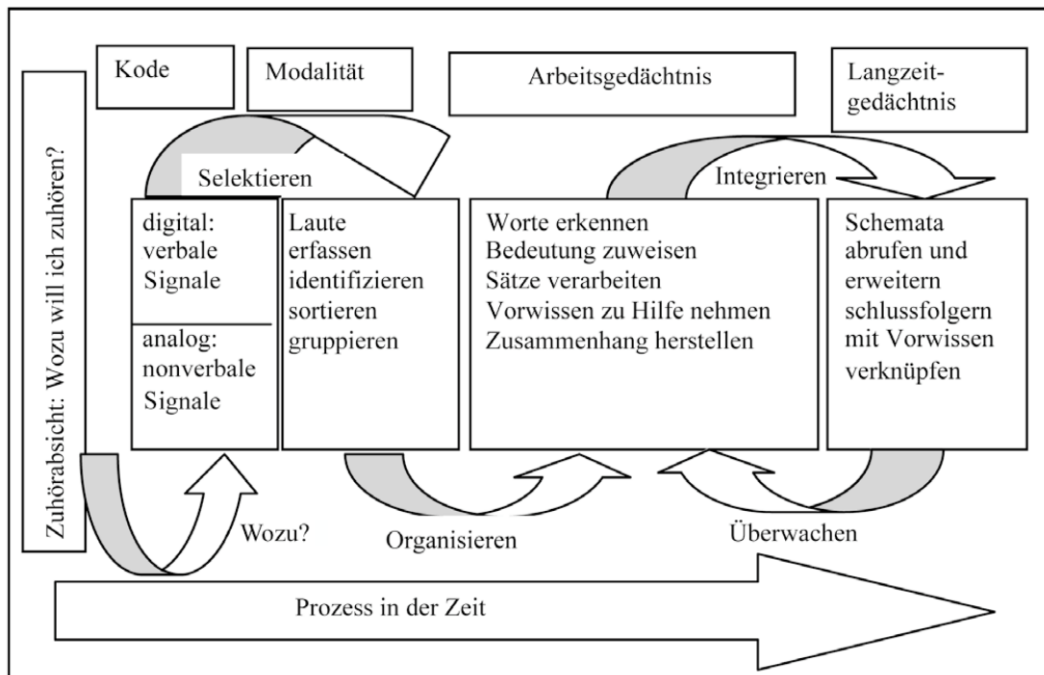 Zuhörabsicht: Wozu will ich zuhören?
Kode
Modalität
Arbeitsgedächtnis
Langzeit-
gedächtnis
Selektieren
Integrieren
digital:
verbale
Signale
analog:
nonverbale
Signale
Laute
erfassen
identifizieren
sortieren
gruppieren
Worte erkennen
Bedeutung zuweisen
Sätze verarbeiten
Vorwissen zu Hilfe nehmen
Zusammenhang herstellen
Schemata
abrufen und
erweitern
schlussfolgern
mit Vorwissen
verknüpfen
Wozu?
Organisieren
Überwachen
Prozess in der Zeit